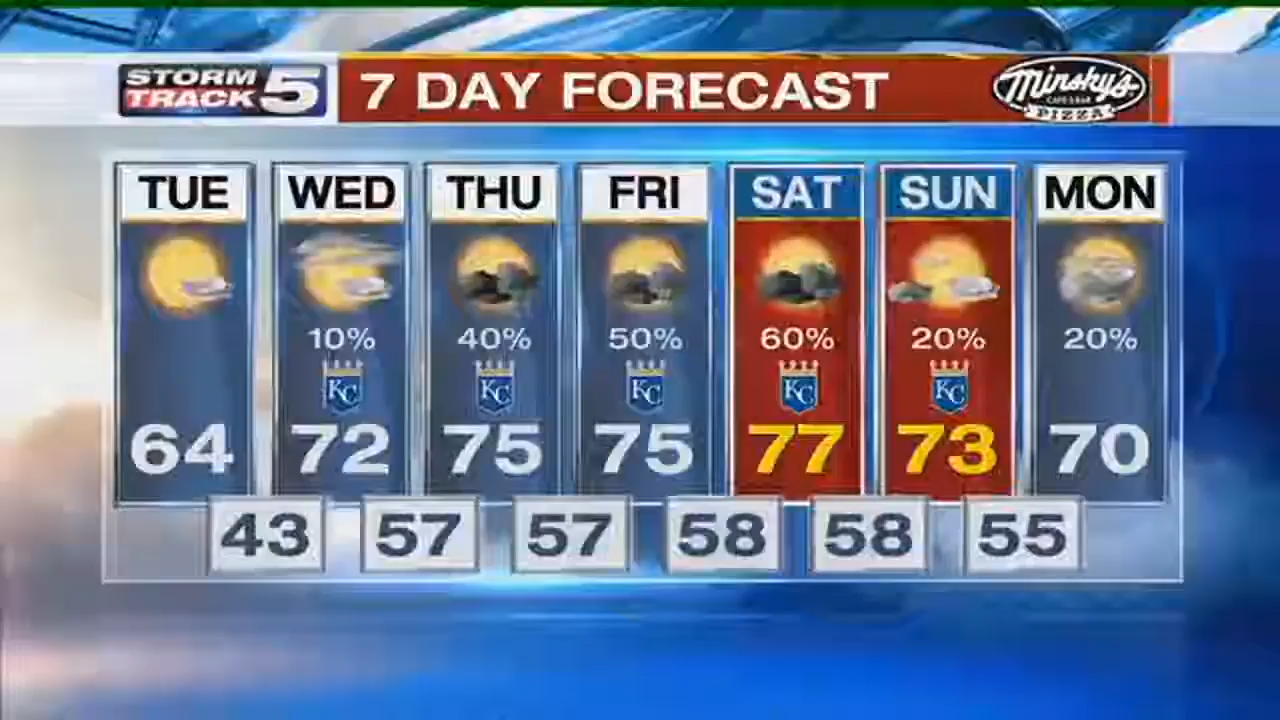 STORM TRACK 5
7 DAY FORECAST
Minsky's
CAFE & BAR
PIZZA
TUE WED THU FRI SAT SUN MON
10% 40% 50% 60% 20% 20%
KC KC KC KC KC
64 72 75 75 77 73 70
43 57 57 58 58 55